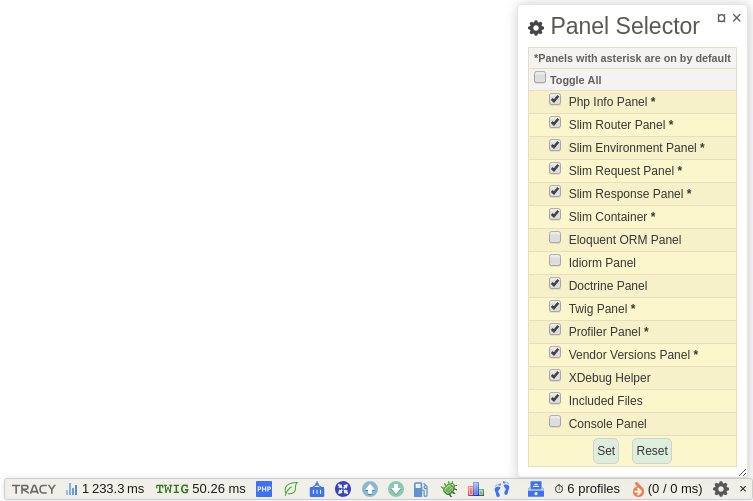 Panel Selector
*Panels with asterisk are on by default
Toggle All
Php Info Panel *
Slim Router Panel *
Slim Environment Panel *
Slim Request Panel *
Slim Response Panel *
Slim Container *
Eloquent ORM Panel
Idiorm Panel
Doctrine Panel
Twig Panel *
Profiler Panel *
Vendor Versions Panel *
XDebug Helper
Included Files
Console Panel
Set Reset
TRACY 1 233.3 ms TWIG 50.26 ms PHP 6 profiles (0 / 0 ms)